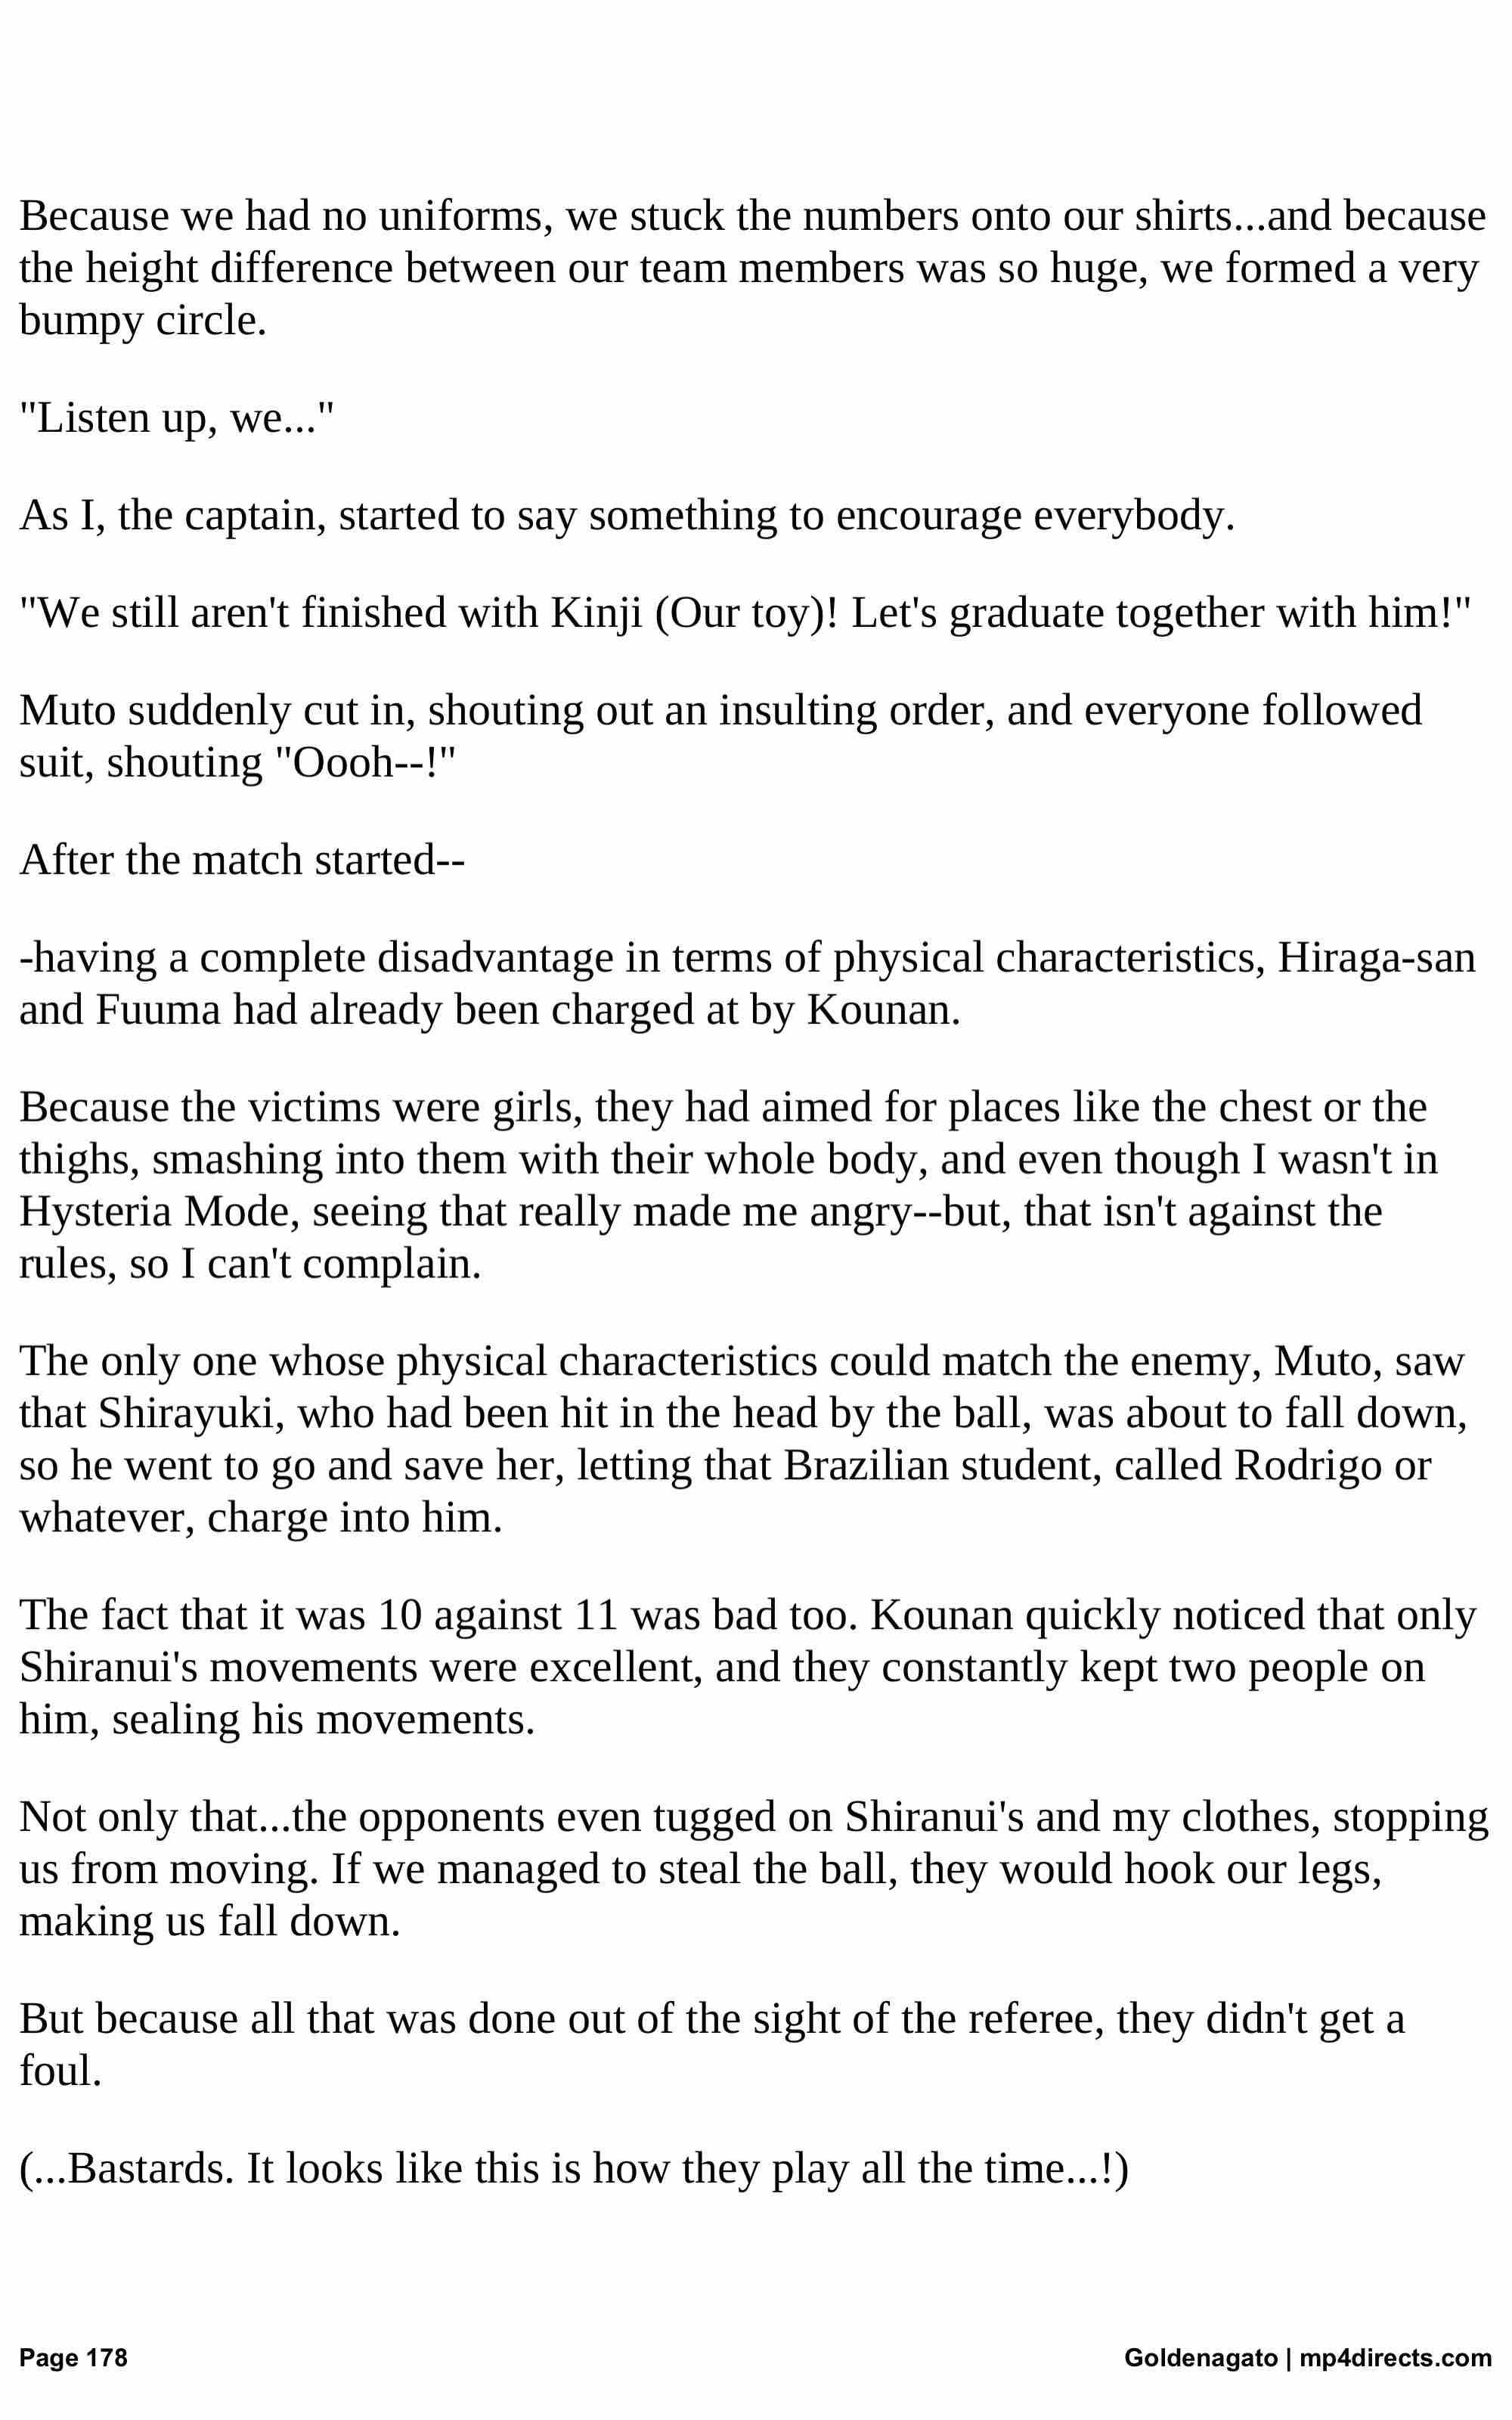 Because we had no uniforms, we stuck the numbers onto our shirts...and because
the height difference between our team members was so huge, we formed a very
bumpy circle.
"Listen up, we..."
As I, the captain, started to say something to encourage everybody.
"We still aren't finished with Kinji (Our toy)! Let's graduate together with him!"
Muto suddenly cut in, shouting out an insulting order, and everyone followed
suit, shouting "Oooh--!"
After the match started--
-having a complete disadvantage in terms of physical characteristics, Hiraga-san
and Fuuma had already been charged at by Kounan.
Because the victims were girls, they had aimed for places like the chest or the
thighs, smashing into them with their whole body, and even though I wasn't in
Hysteria Mode, seeing that really made me angry--but, that isn't against the
rules, so I can't complain.
The only one whose physical characteristics could match the enemy, Muto, saw
that Shirayuki, who had been hit in the head by the ball, was about to fall down,
so he went to go and save her, letting that Brazilian student, called Rodrigo or
whatever, charge into him.
The fact that it was 10 against 11 was bad too. Kounan quickly noticed that only
Shiranui's movements were excellent, and they constantly kept two people on
him, sealing his movements.
Not only that...the opponents even tugged on Shiranui's and my clothes, stopping
us from moving. If we managed to steal the ball, they would hook our legs,
making us fall down.
But because all that was done out of the sight of the referee, they didn't get a
foul.
(...Bastards. It looks like this is how they play all the time...!)
Page 178
Goldenagato | mp4directs.com